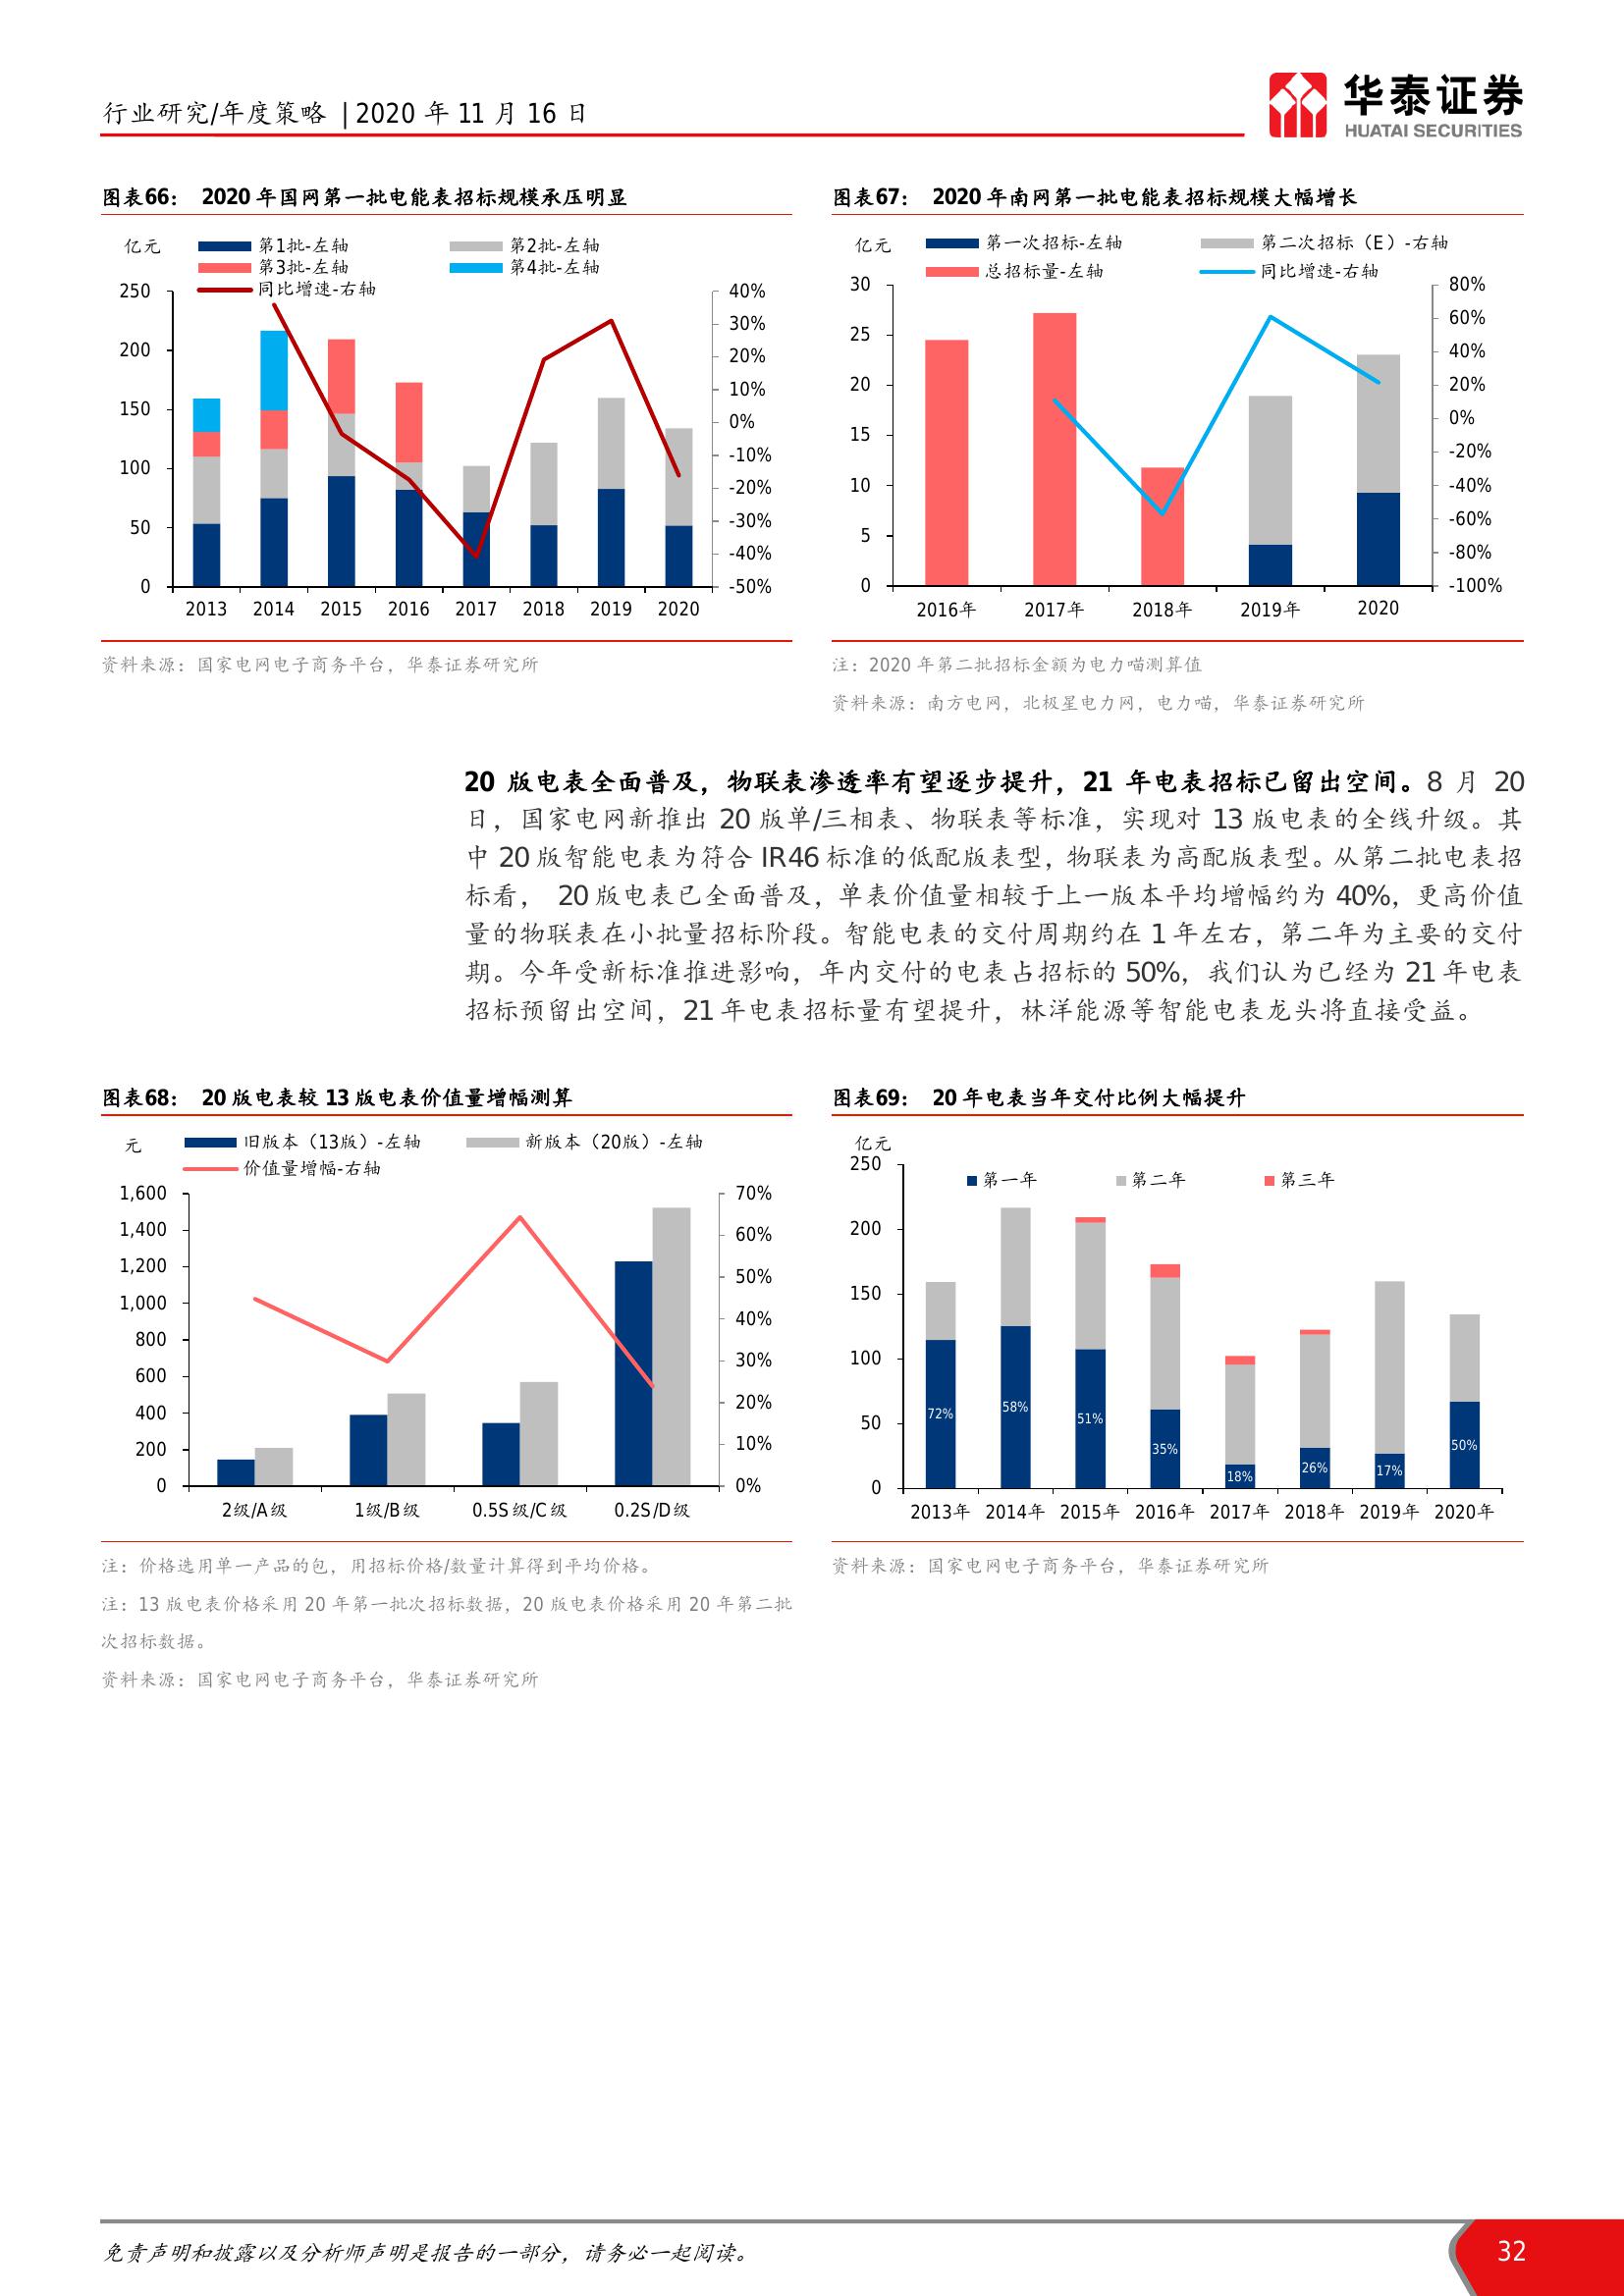 行业研究/年度策略 | 2020 年 11 月 16 日
华泰证券
HUATAI SECURITIES
图表66： 2020 年国网第一批电能表招标规模承压明显
亿元
第1批-左轴
第2批-左轴
第3批-左轴
第4批-左轴
同比增速-右轴
250
200
150
100
50
0
40%
30%
20%
10%
0%
-10%
-20%
-30%
-40%
-50%
2013 2014 2015 2016 2017 2018 2019 2020
资料来源：国家电网电子商务平台，华泰证券研究所
图表67： 2020 年南网第一批电能表招标规模大幅增长
亿元
第一次招标-左轴
第二次招标（E）-右轴
总招标量-左轴
同比增速-右轴
30
25
20
15
10
5
0
80%
60%
40%
20%
0%
-20%
-40%
-60%
-80%
-100%
2016年 2017年 2018年 2019年 2020
注：2020 年第二批招标金额为电力喵测算值
资料来源：南方电网，北极星电力网，电力喵，华泰证券研究所
20 版电表全面普及，物联表渗透率有望逐步提升，21 年电表招标已留出空间。8 月 20
日，国家电网新推出 20 版单/三相表、物联表等标准，实现对 13 版电表的全线升级。其
中 20 版智能电表为符合 IR46 标准的低配版表型，物联表为高配版表型。从第二批电表招
标看， 20 版电表已全面普及，单表价值量相较于上一版本平均增幅约为 40%，更高价值
量的物联表在小批量招标阶段。智能电表的交付周期约在 1 年左右，第二年为主要的交付
期。今年受新标准推进影响，年内交付的电表占招标的 50%，我们认为已经为 21 年电表
招标预留出空间，21 年电表招标量有望提升，林洋能源等智能电表龙头将直接受益。
图表68： 20 版电表较 13 版电表价值量增幅测算
元
旧版本（13版）-左轴
新版本（20版）-左轴
价值量增幅-右轴
1,600
1,400
1,200
1,000
800
600
400
200
0
70%
60%
50%
40%
30%
20%
10%
0%
2级/A级 1级/B级 0.5S级/C级 0.2S/D级
注：价格选用单一产品的包，用招标价格/数量计算得到平均价格。
注：13 版电表价格采用 20 年第一批次招标数据，20 版电表价格采用 20 年第二批
次招标数据。
资料来源：国家电网电子商务平台，华泰证券研究所
图表69： 20 年电表当年交付比例大幅提升
亿元
第一年 第二年 第三年
250
200
150
100
50
0
72% 58% 51% 35% 18% 26% 17% 50%
2013年 2014年 2015年 2016年 2017年 2018年 2019年 2020年
资料来源：国家电网电子商务平台，华泰证券研究所
免责声明和披露以及分析师声明是报告的一部分，请务必一起阅读。
32